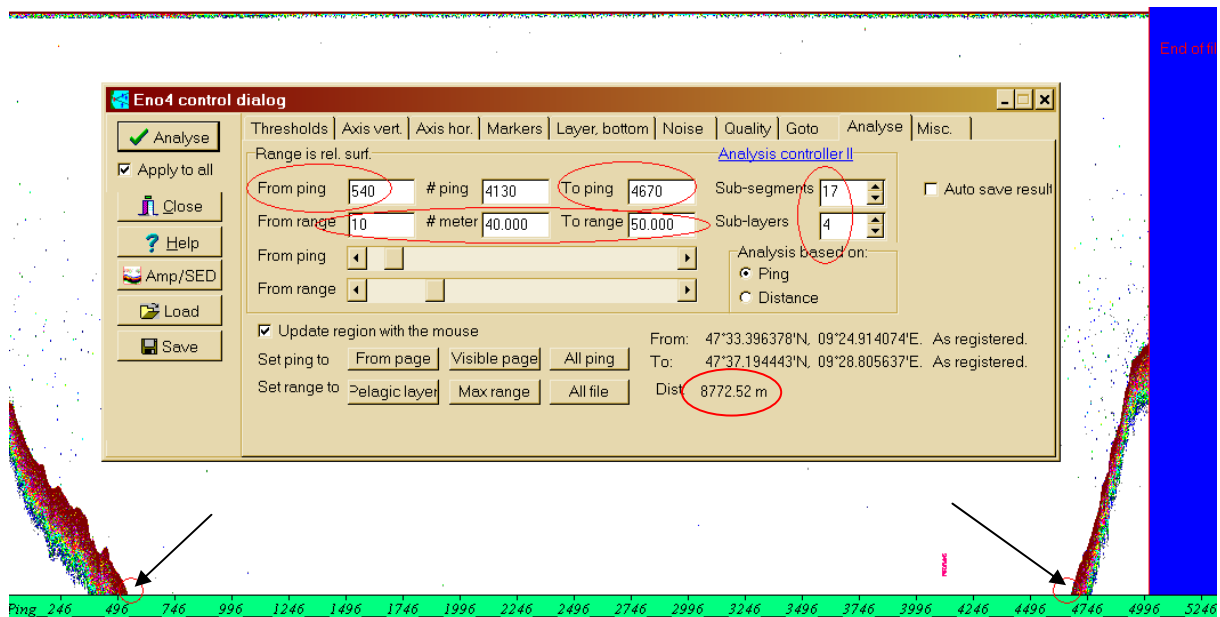 End of fil
Eno4 control dialog
Analyse
Apply to all
Close
Help
Amp/SED
Load
Save
Thresholds Axis vert. Axis hor. Markers Layer, bottom Noise Quality Goto Analyse Misc.
Range is rel. surf. Analysis controller II
From ping 540 # ping 4130 To ping 4670 Sub-segments 17 Auto save result
From range 10 # meter 40.000 To range 50.000 Sub-layers 4
From ping Analysis based on:
Ping
From range
Distance
Update region with the mouse
From: 47°33.396378'N, 09°24.914074'E. As registered.
Set ping to From page Visible page All ping To: 47°37.194443'N, 09°28.805637'E. As registered.
Set range to Pelagic layer Max range All file Dist 8772.52 m
Ping 246 496 746 996 1246 1496 1746 1996 2246 2496 2746 2996 3246 3496 3746 3996 4246 4496 4746 4996 5246